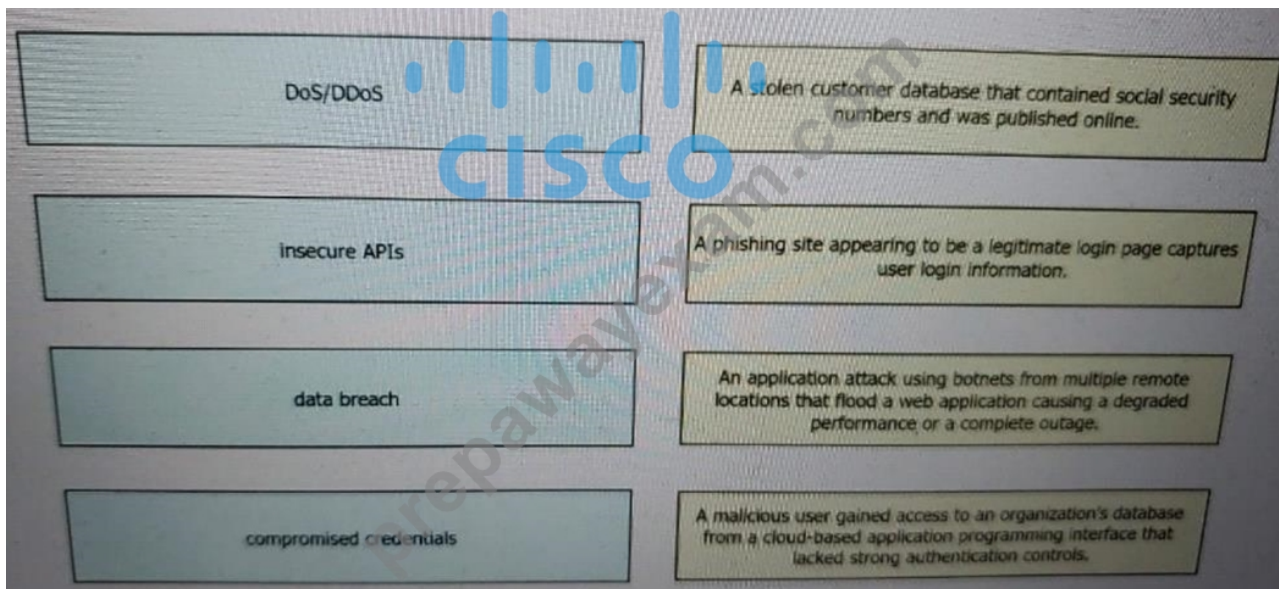 DoS/DDoS
A stolen customer database that contained social security
numbers and was published online.
CISCO
insecure APIs
A phishing site appearing to be a legitimate login page captures
user login information.
data breach
An application attack using botnets from multiple remote
locations that flood a web application causing a degraded
performance or a complete outage.
compromised credentials
A malicious user gained access to an organization's database
from a cloud-based application programming interface that
lacked strong authentication controls.
prepawayexam.com